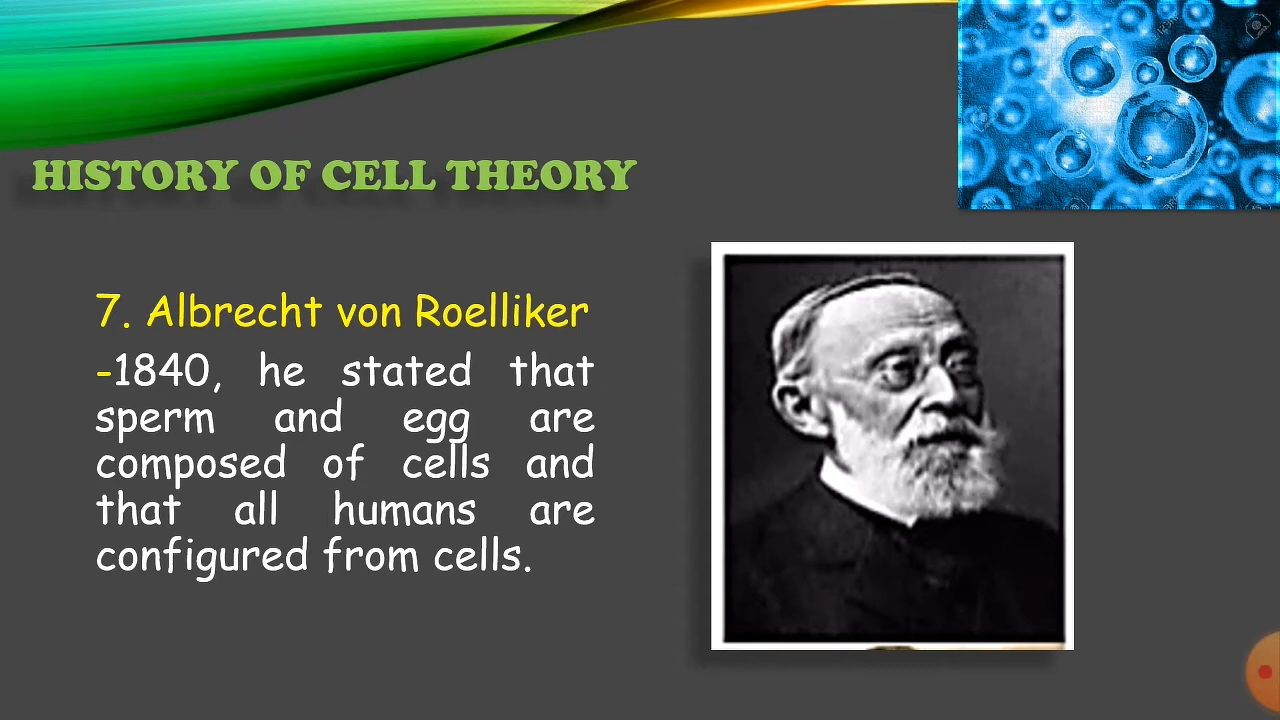 HISTORY OF CELL THEORY
7. Albrecht von Roelliker
-1840, he stated that
sperm and egg are
composed of cells and
that all humans are
configured from cells.